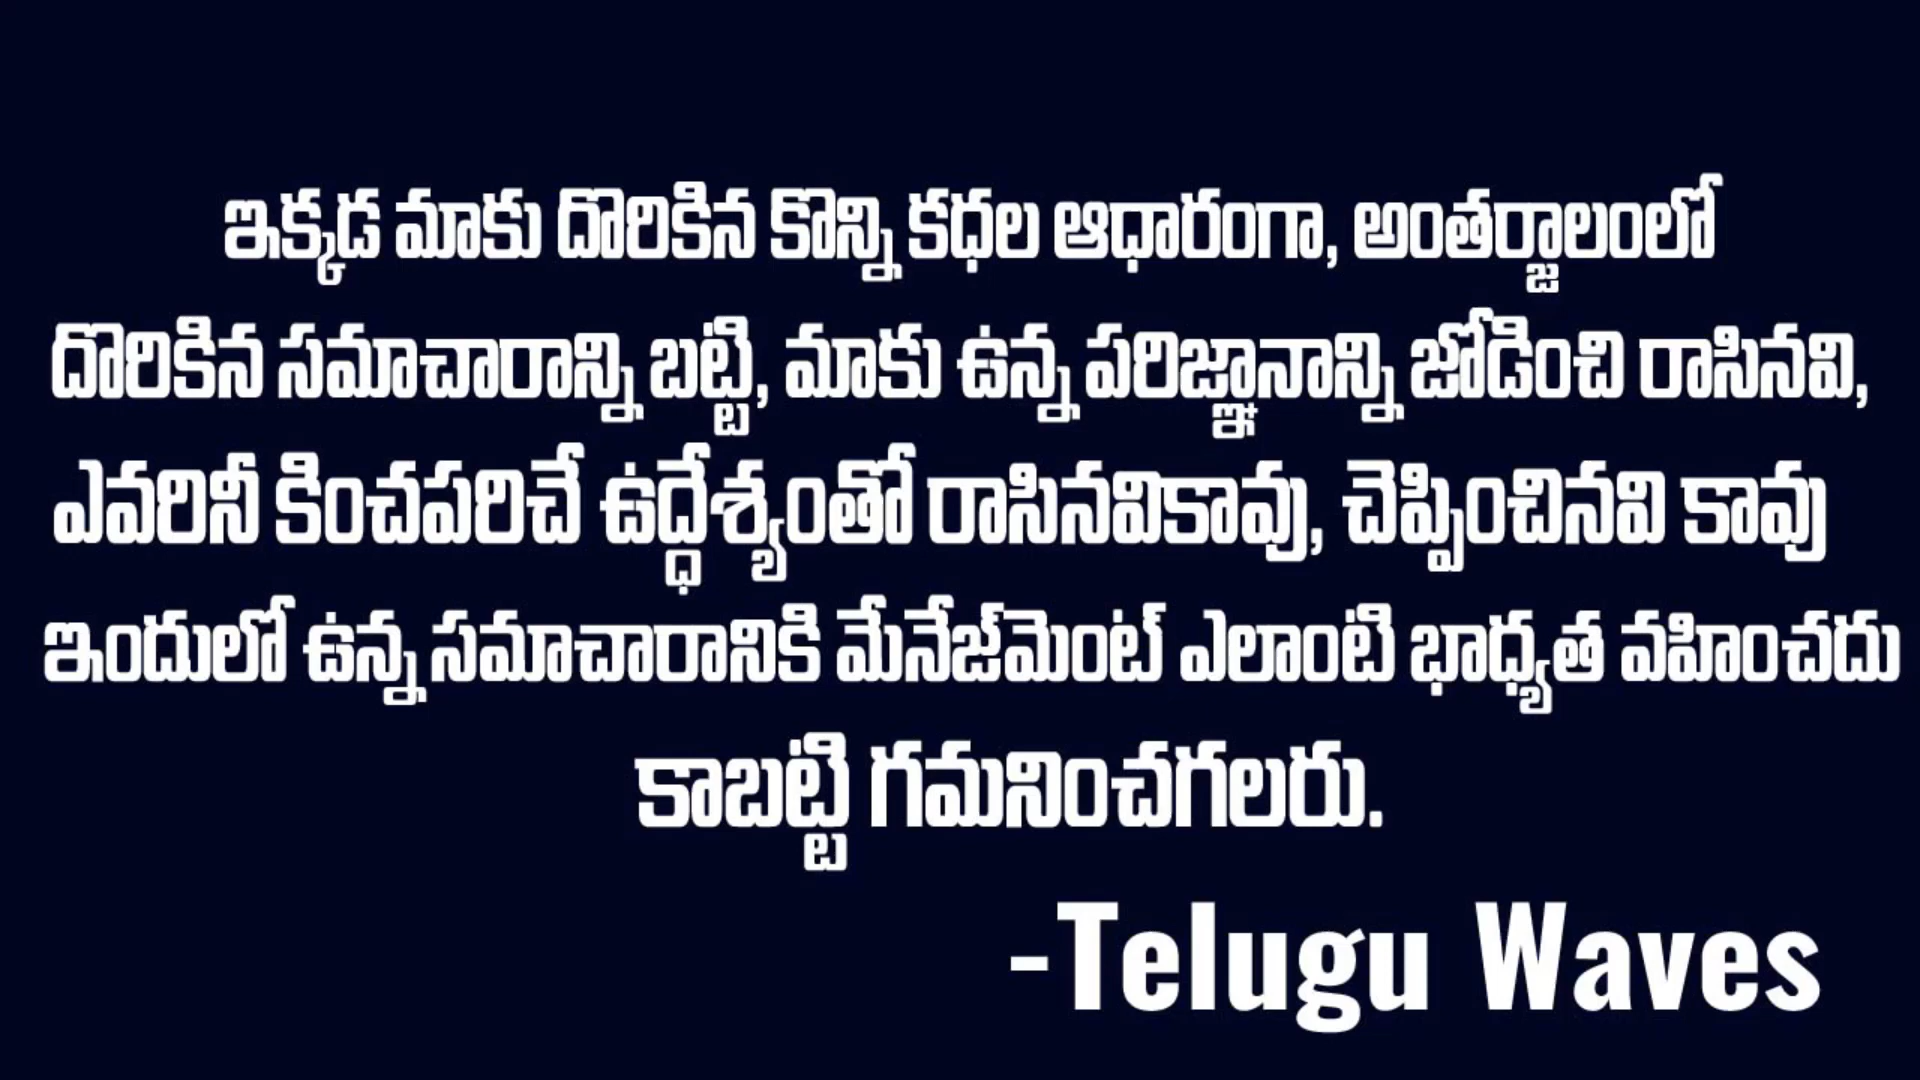 ఇక్కడ మాకు దొరికిన కొన్ని కధల ఆధారంగా, అంతర్జాలంలో
దొరికిన సమాచారాన్ని బట్టి, మాకు ఉన్న పరిజ్ఞానాన్ని జోడించి రాసినవి,
ఎవరినీ కించపరిచే ఉద్ధేశ్యంతో రాసినవికావు, చెప్పించినవి కావు
ఇందులో ఉన్న సమాచారానికి మేనేజ్‌మెంట్ ఎలాంటి భాధ్యత వహించదు
కాబట్టి గమనించగలరు.
-Telugu Waves